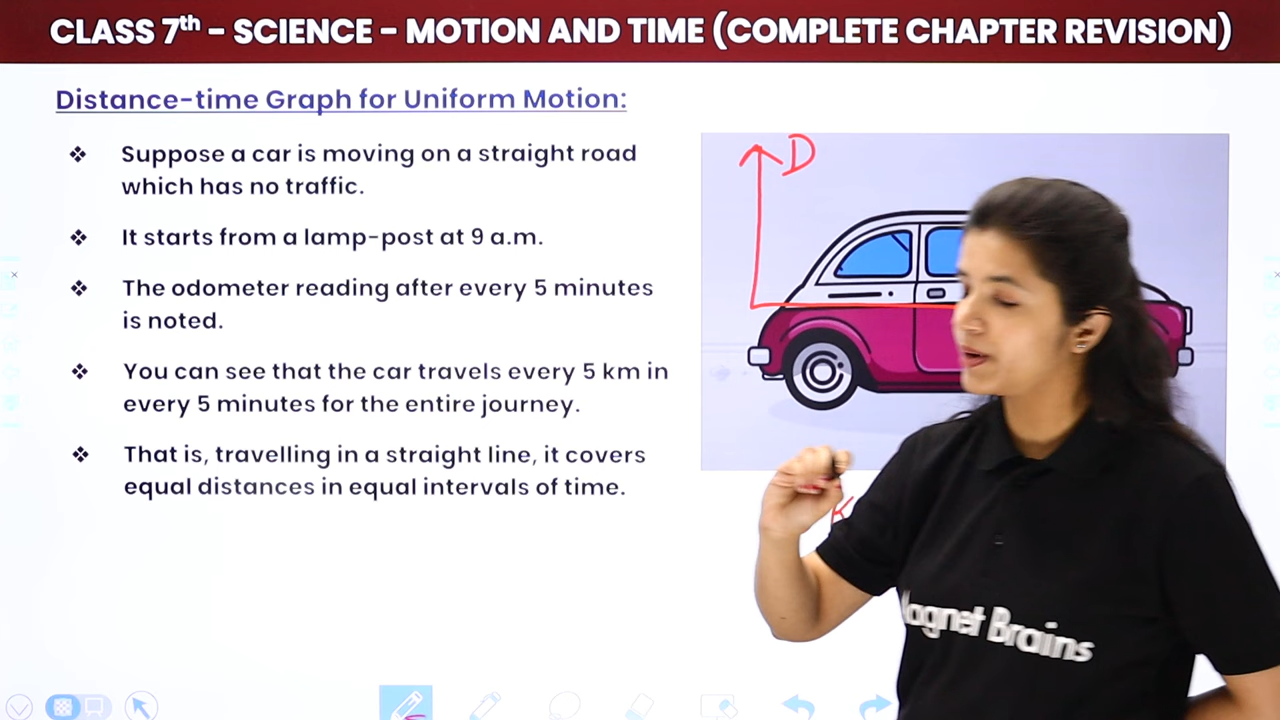 CLASS 7th – SCIENCE – MOTION AND TIME (COMPLETE CHAPTER REVISION)
Distance-time Graph for Uniform Motion:
❖ Suppose a car is moving on a straight road
which has no traffic.
❖ It starts from a lamp-post at 9 a.m.
❖ The odometer reading after every 5 minutes
is noted.
❖ You can see that the car travels every 5 km in
every 5 minutes for the entire journey.
❖ That is, travelling in a straight line, it covers
equal distances in equal intervals of time.
D
Magnet Brains